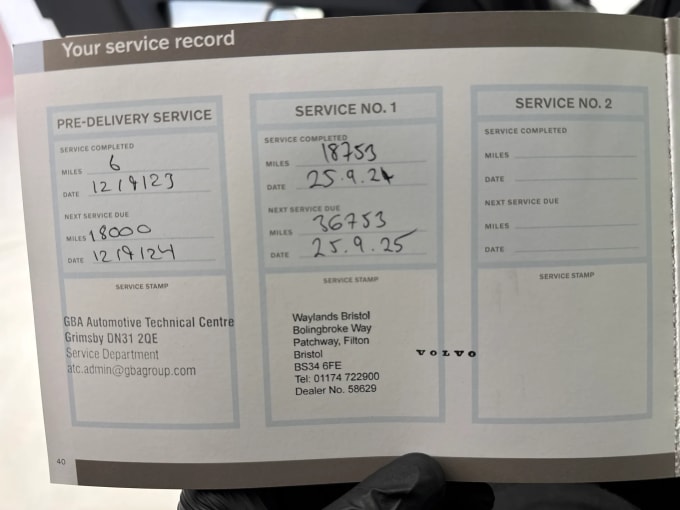 Your service record
PRE-DELIVERY SERVICE
SERVICE COMPLETED
MILES 6
DATE 12/9/23
NEXT SERVICE DUE
MILES 18000
DATE 12/9/24
SERVICE STAMP
GBA Automotive Technical Centre
Grimsby DN31 2QE
Service Department
atc.admin@gbagroup.com
SERVICE NO. 1
SERVICE COMPLETED
MILES 18753
DATE 25.9.24
NEXT SERVICE DUE
MILES 36753
DATE 25.9.25
SERVICE STAMP
Waylands Bristol
Bolingbroke Way
Patchway, Filton
Bristol
BS34 6FE
Tel: 01174 722900
Dealer No. 58629
VOLVO
SERVICE NO. 2
SERVICE COMPLETED
MILES
DATE
NEXT SERVICE DUE
MILES
DATE
SERVICE STAMP
40